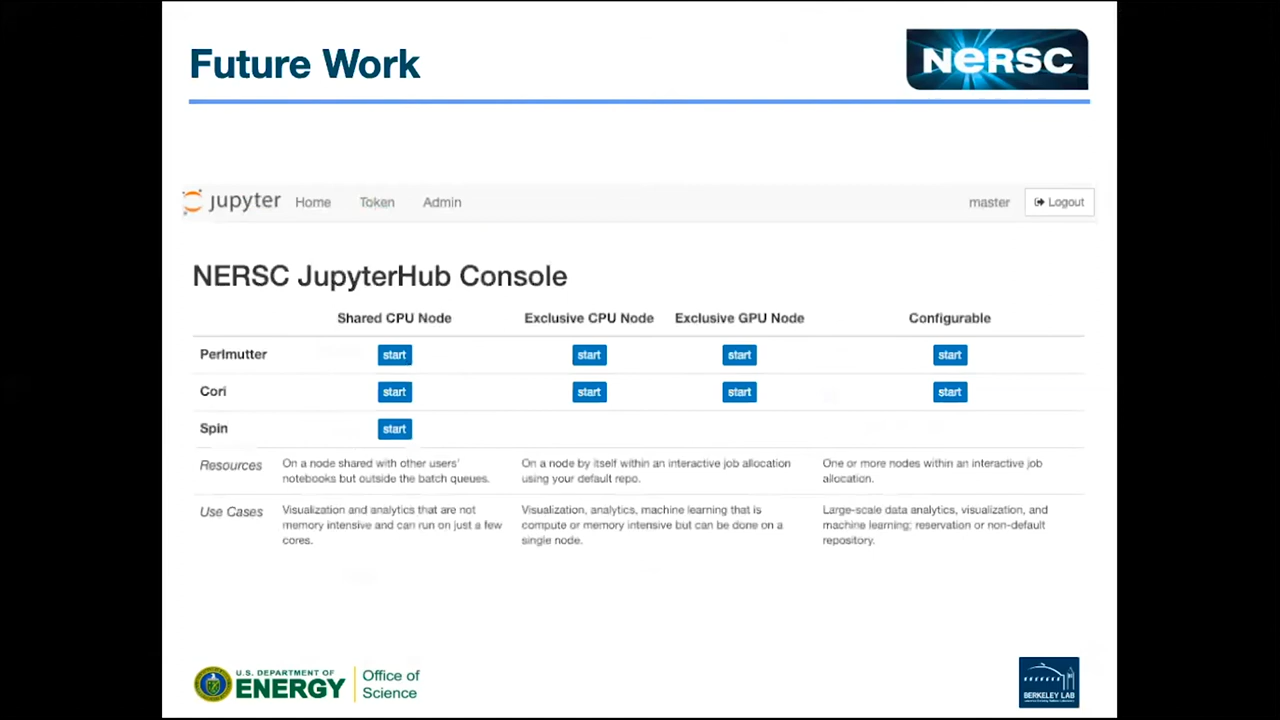 Future Work
NERSC
jupyter Home Token Admin master Logout
NERSC JupyterHub Console
Shared CPU Node Exclusive CPU Node Exclusive GPU Node Configurable
Perlmutter start start start start
Cori start start start start
Spin start
Resources On a node shared with other users' On a node by itself within an interactive job allocation One or more nodes within an interactive job
notebooks but outside the batch queues. using your default repo. allocation.
Use Cases Visualization and analytics that are not Visualization, analytics, machine learning that is Large-scale data analytics, visualization, and
memory intensive and can run on just a few compute or memory intensive but can be done on a machine learning; reservation or non-default
cores. single node. repository.
U.S. DEPARTMENT OF
ENERGY
Office of
Science
BERKELEY LAB